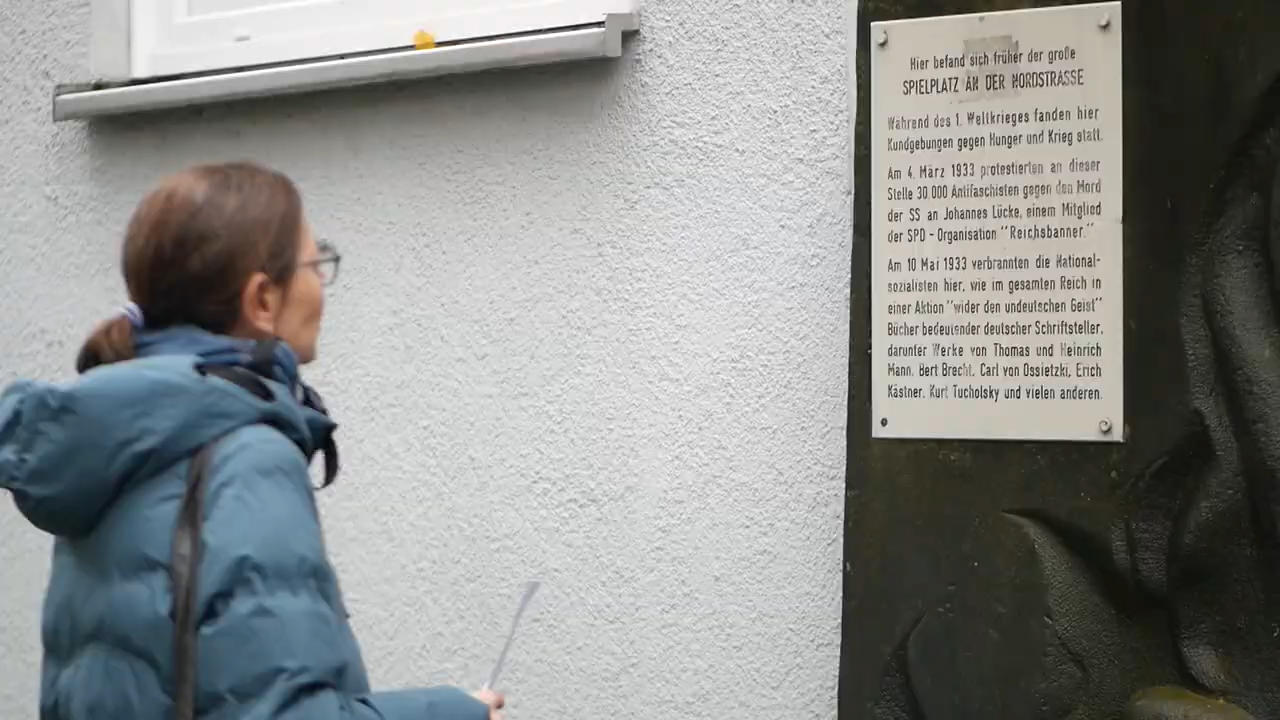 Hier befand sich früher der große
SPIELPLATZ AN DER NORDSTRASSE
Während des 1. Weltkrieges fanden hier
Kundgebungen gegen Hunger und Krieg statt.
Am 4. März 1933 protestierten an dieser
Stelle 30.000 Antifaschisten gegen den Mord
der SS an Johannes Lücke, einem Mitglied
der SPD - Organisation "Reichsbanner."
Am 10 Mai 1933 verbrannten die National-
sozialisten hier, wie im gesamten Reich in
einer Aktion "wider den undeutschen Geist"
Bücher bedeutender deutscher Schriftsteller,
darunter Werke von Thomas und Heinrich
Mann, Bert Brecht, Carl von Ossietzki, Erich
Kästner, Kurt Tucholsky und vielen anderen.